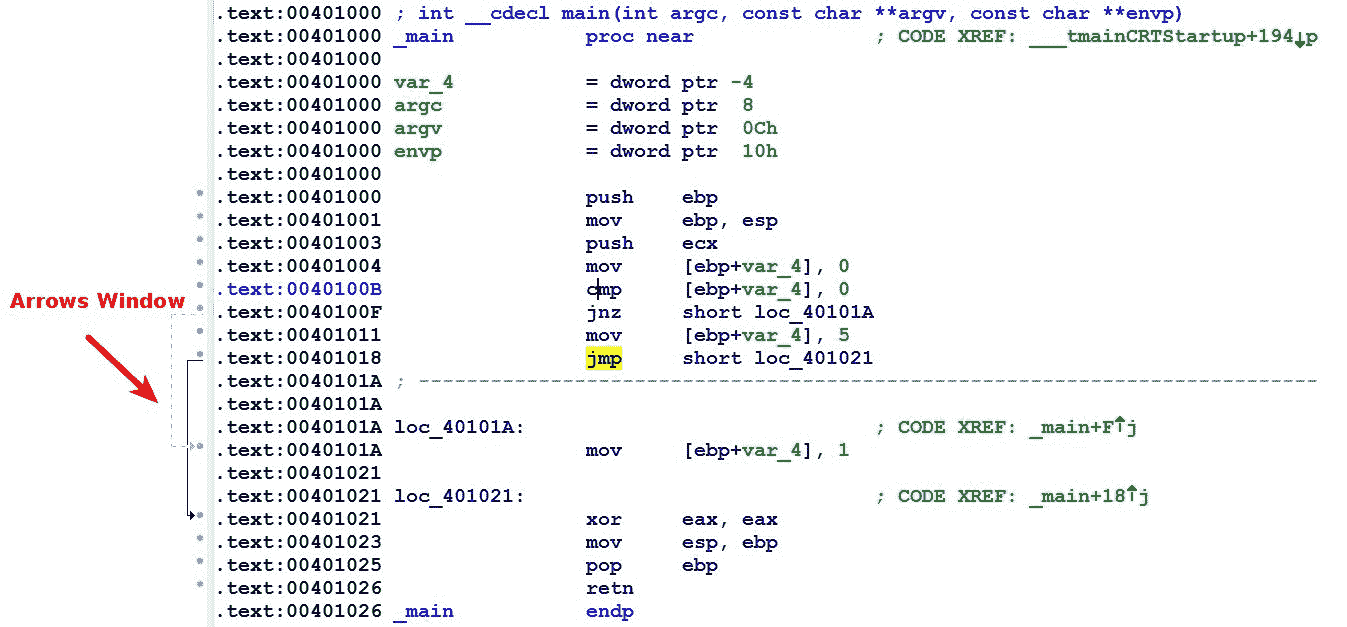 .text:00401000 ; int __cdecl main(int argc, const char **argv, const char **envp)
.text:00401000 _main proc near ; CODE XREF: ___tmainCRTStartup+194↓p
.text:00401000
.text:00401000 var_4 = dword ptr -4
.text:00401000 argc = dword ptr 8
.text:00401000 argv = dword ptr 0Ch
.text:00401000 envp = dword ptr 10h
.text:00401000
.text:00401000 push ebp
.text:00401001 mov ebp, esp
.text:00401003 push ecx
.text:00401004 mov [ebp+var_4], 0
.text:0040100B cmp [ebp+var_4], 0
Arrows Window
.text:0040100F jnz short loc_40101A
.text:00401011 mov [ebp+var_4], 5
.text:00401018 jmp short loc_401021
.text:0040101A ; ---------------------------------------------------------------------------
.text:0040101A
.text:0040101A loc_40101A: ; CODE XREF: _main+F↑j
.text:0040101A mov [ebp+var_4], 1
.text:00401021
.text:00401021 loc_401021: ; CODE XREF: _main+18↑j
.text:00401021 xor eax, eax
.text:00401023 mov esp, ebp
.text:00401025 pop ebp
.text:00401026 retn
.text:00401026 _main endp